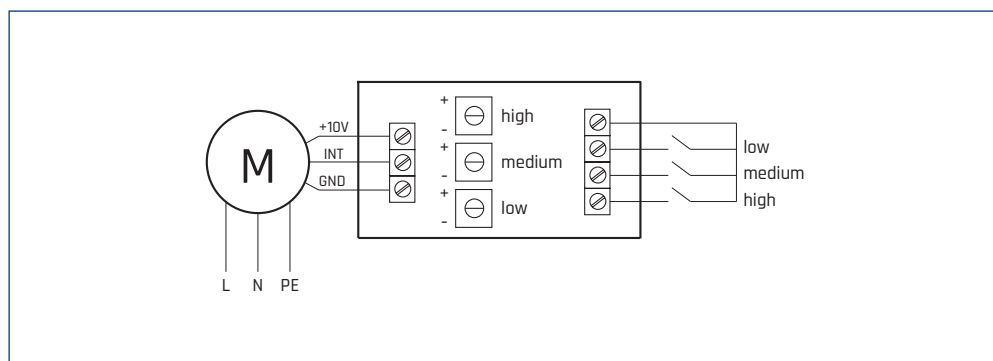 +
high
-
+10V
+
low
M
INT
medium
medium
-
GND
+
high
low
-
L N PE